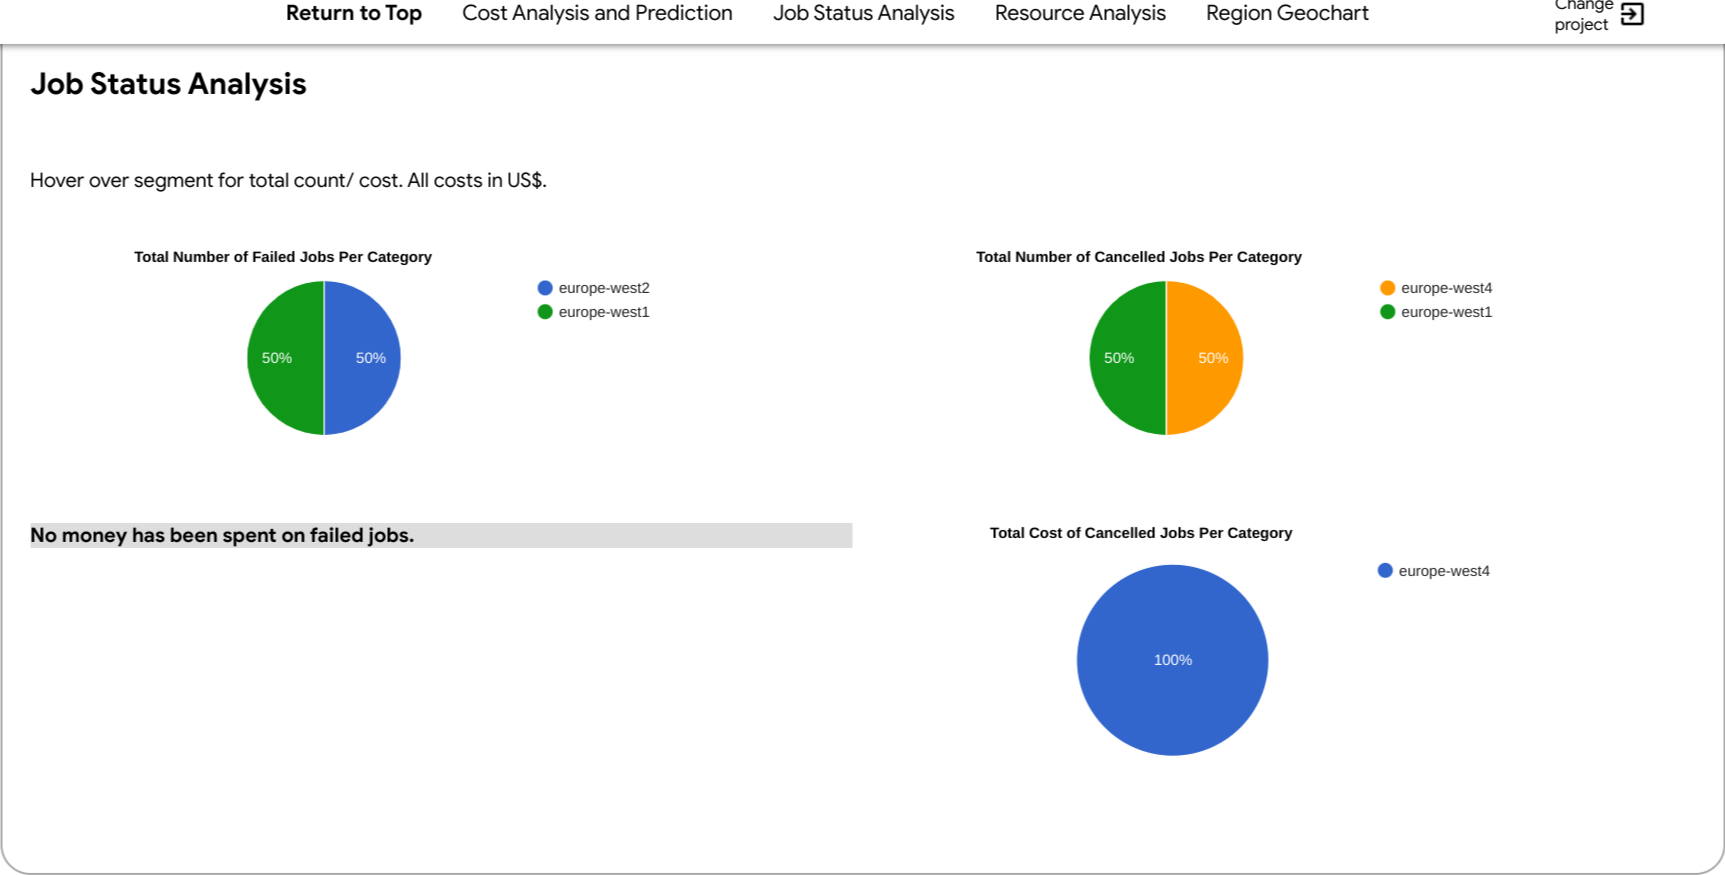 Return to Top
Cost Analysis and Prediction
Job Status Analysis
Resource Analysis
Region Geochart
Change
project
Job Status Analysis
Hover over segment for total count/ cost. All costs in US$.
Total Number of Failed Jobs Per Category
50%
50%
europe-west2
europe-west1
Total Number of Cancelled Jobs Per Category
50%
50%
europe-west4
europe-west1
No money has been spent on failed jobs.
Total Cost of Cancelled Jobs Per Category
100%
europe-west4